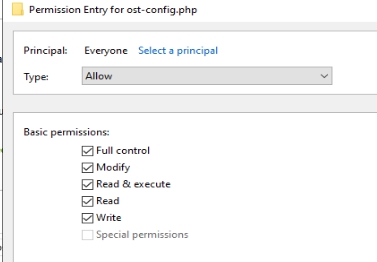 Permission Entry for ost-config.php
Principal: Everyone Select a principal
Type: Allow
Basic permissions:
Full control
Modify
Read & execute
Read
Write
Special permissions